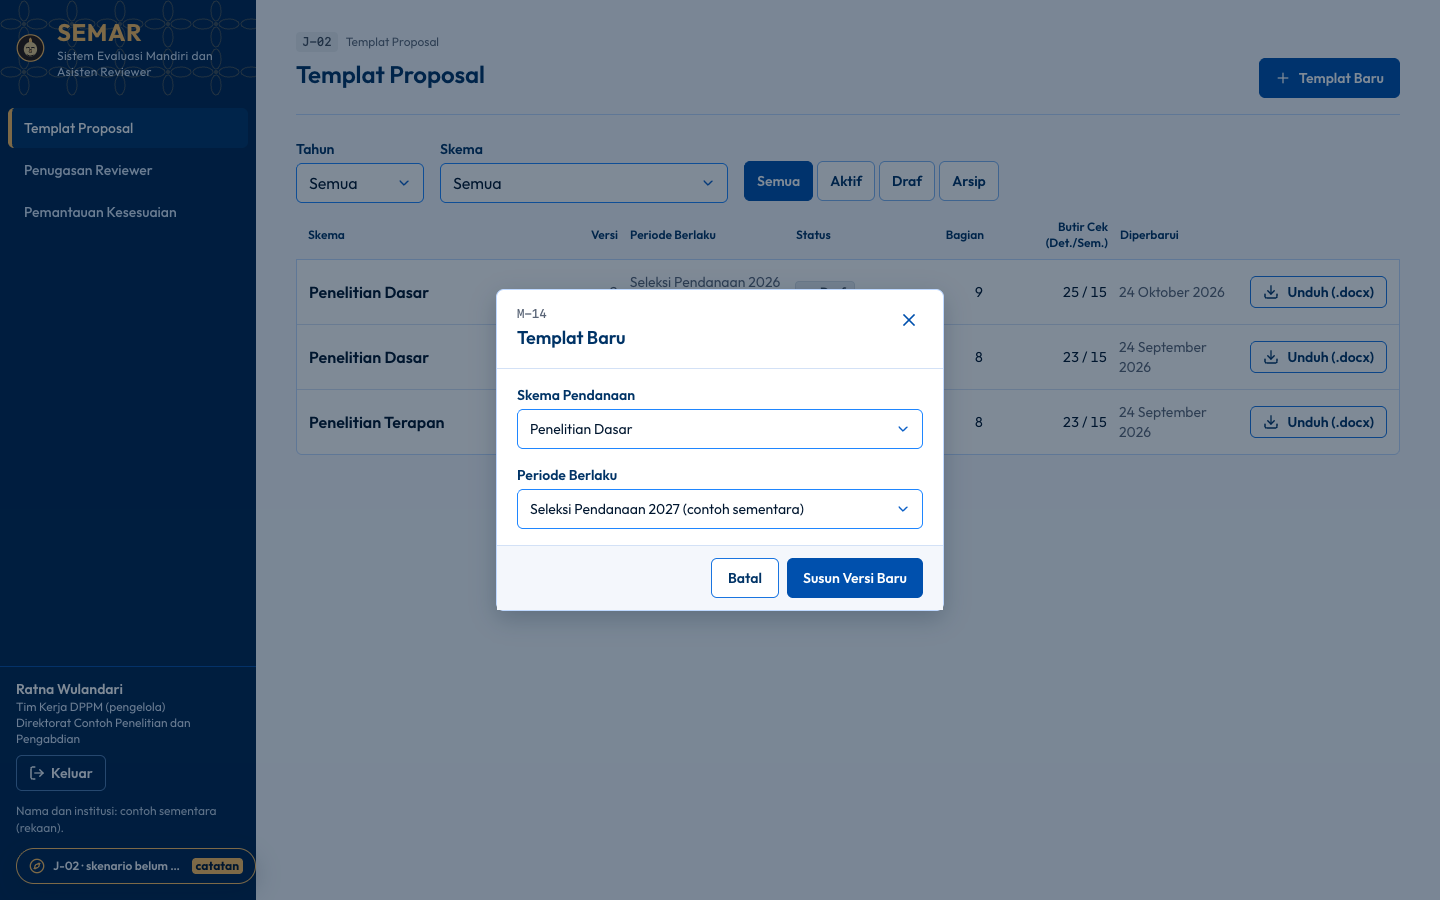 SEMAR
Sistem Evaluasi Mandiri dan
Asisten Reviewer
Templat Proposal
Penugasan Reviewer
Pemantauan Kesesuaian
Ratna Wulandari
Tim Kerja DPPM (pengelola)
Direktorat Contoh Penelitian dan
Pengabdian
Keluar
Nama dan institusi: contoh sementara
(rekaan).
J-02 · skenario belum ... catatan
J-02 Templat Proposal
Templat Proposal
Templat Baru
Tahun Skema
Semua Semua Semua Aktif Draf Arsip
Skema Versi Periode Berlaku Status Bagian Butir Cek
(Det./Sem.) Diperbarui
Penelitian Dasar Seleksi Pendanaan 2026 9 25 / 15 24 Oktober 2026 Unduh (.docx)
Penelitian Dasar 8 23 / 15 24 September
2026 Unduh (.docx)
Penelitian Terapan 8 23 / 15 24 September
2026 Unduh (.docx)
M-14
Templat Baru
Skema Pendanaan
Penelitian Dasar
Periode Berlaku
Seleksi Pendanaan 2027 (contoh sementara)
Batal Susun Versi Baru